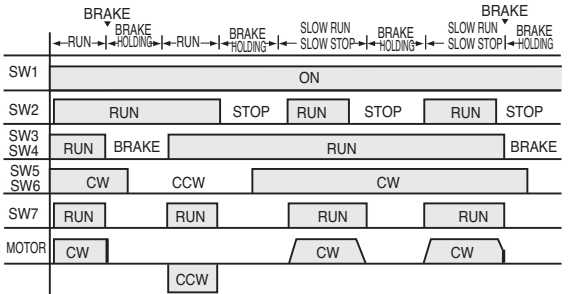 BRAKE BRAKE
RUN BRAKE HOLDING RUN BRAKE HOLDING SLOW RUN SLOW STOP BRAKE HOLDING SLOW RUN SLOW STOP BRAKE HOLDING
SW1 ON
SW2 RUN STOP RUN STOP RUN STOP
SW3 SW4 RUN BRAKE RUN BRAKE
SW5 SW6 CW CCW CW
SW7 RUN RUN RUN RUN
MOTOR CW CW CW
CCW